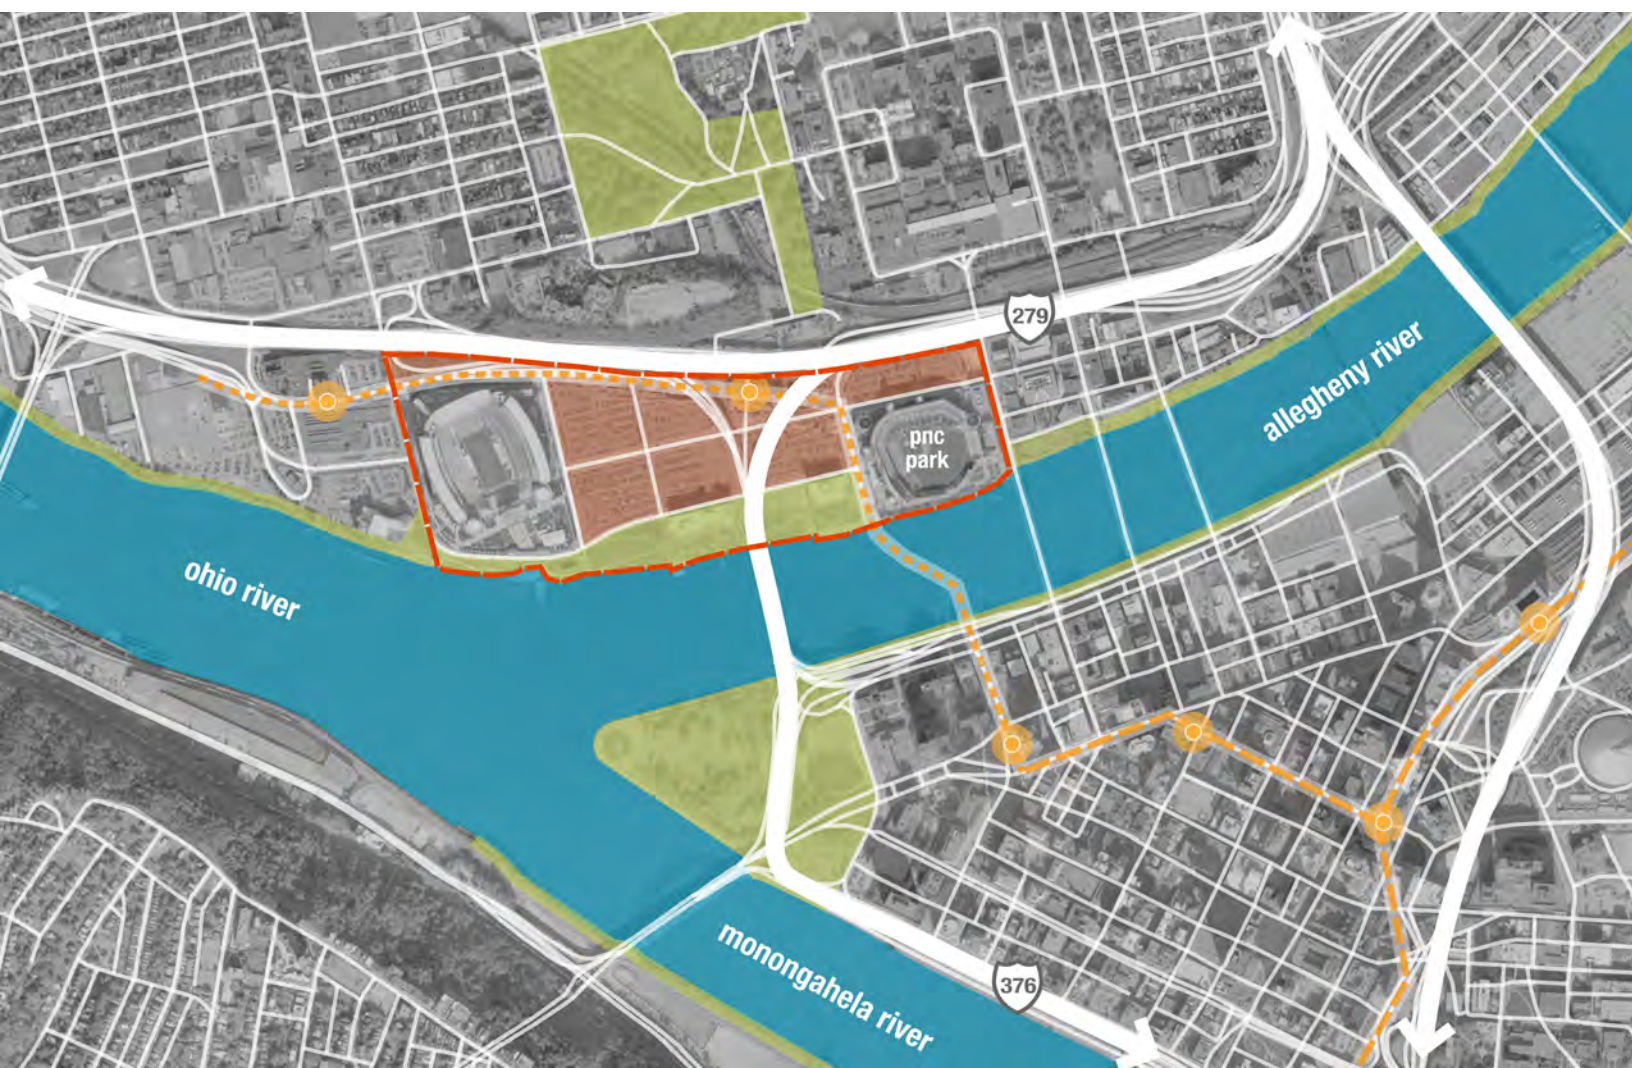 279
allegheny river
pnc
park
ohio river
monongahela river
376